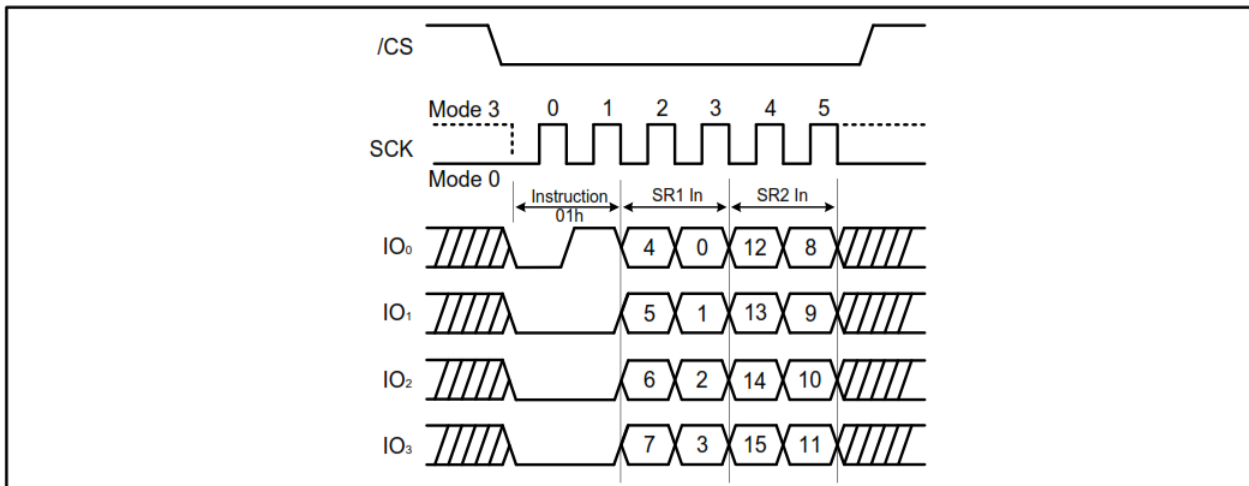 /CS
Mode 3 0 1 2 3 4 5
SCK
Mode 0
Instruction SR1 In SR2 In
01h
IO₀ 4 0 12 8
IO₁ 5 1 13 9
IO₂ 6 2 14 10
IO₃ 7 3 15 11